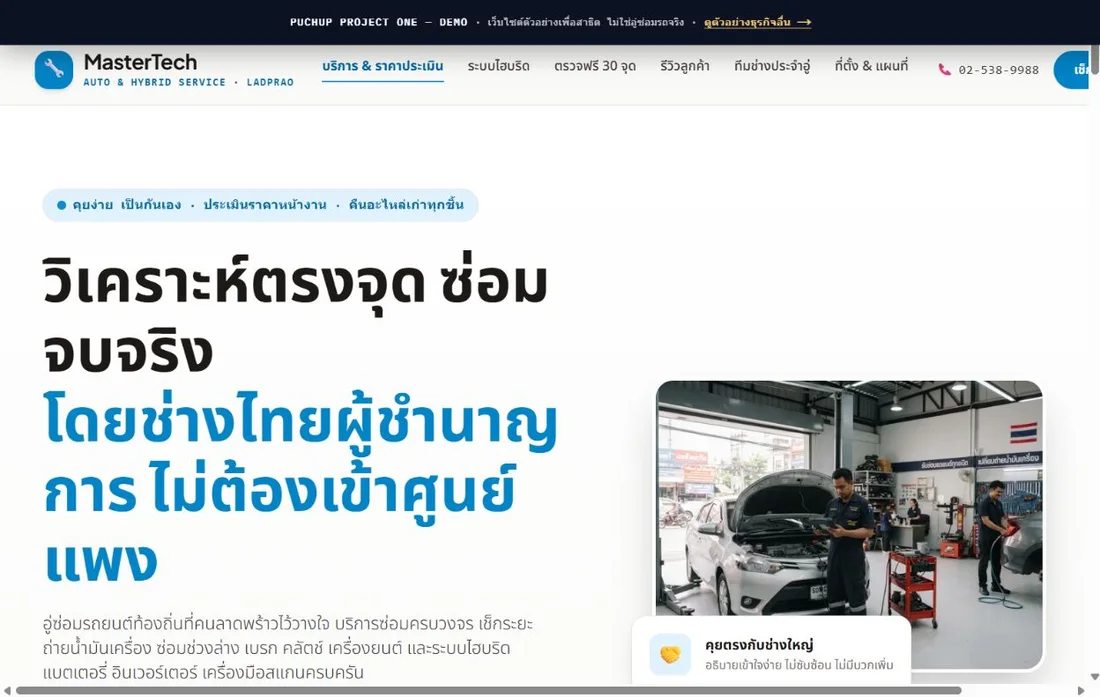 PUCHUP PROJECT ONE — DEMO · เว็บไซต์ตัวอย่างเพื่อสาธิต ไม่ใช่อู่ซ่อมรถจริง · ดูตัวอย่างธุรกิจอื่น →
MasterTech
AUTO & HYBRID SERVICE · LADPRAO
บริการ & ราคาประเมิน ระบบไฮบริด ตรวจฟรี 30 จุด รีวิวลูกค้า ทีมช่างประจำอู่ ที่ตั้ง & แผนที่ 02-538-9988
คุยง่าย เป็นกันเอง · ประเมินราคาหน้างาน · คืนอะไหล่เก่าทุกชิ้น
วิเคราะห์ตรงจุด ซ่อม
จบจริง
โดยช่างไทยผู้ชำนาญ
การ ไม่ต้องเข้าศูนย์
แพง
อู่ซ่อมรถยนต์ท้องถิ่นที่คนลาดพร้าวไว้วางใจ บริการซ่อมครบวงจร เช็กระยะ
ถ่ายน้ำมันเครื่อง ซ่อมช่วงล่าง เบรก คลัตช์ เครื่องยนต์ และระบบไฮบริด
แบตเตอรี่ อินเวอร์เตอร์ เครื่องมือสแกนครบครัน
คุยตรงกับช่างใหญ่
อธิบายเข้าใจง่าย ไม่ซับซ้อน ไม่มีบวกเพิ่ม